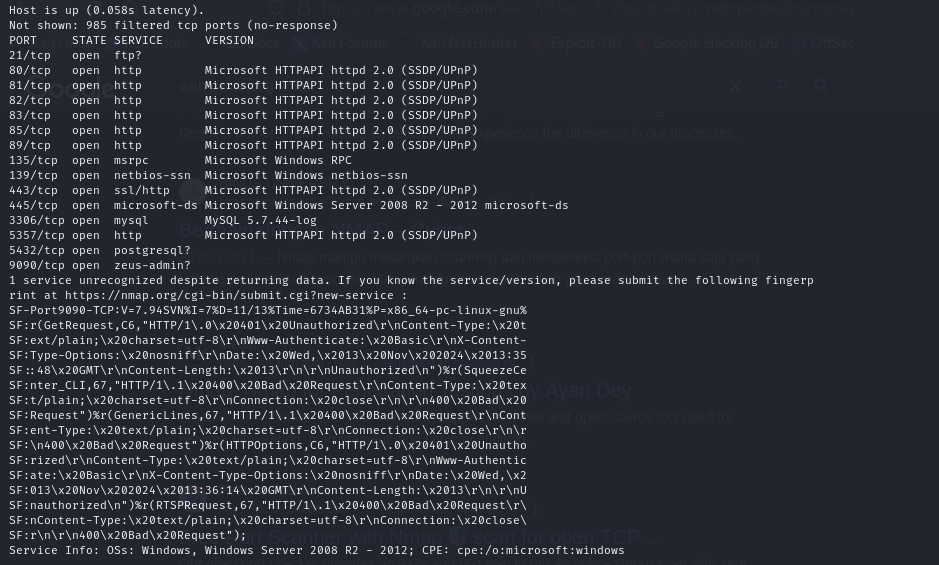 Host is up (0.058s latency).
Not shown: 985 filtered tcp ports (no-response)
PORT     STATE SERVICE      VERSION
21/tcp   open  ftp?
80/tcp   open  http         Microsoft HTTPAPI httpd 2.0 (SSDP/UPnP)
81/tcp   open  http         Microsoft HTTPAPI httpd 2.0 (SSDP/UPnP)
82/tcp   open  http         Microsoft HTTPAPI httpd 2.0 (SSDP/UPnP)
83/tcp   open  http         Microsoft HTTPAPI httpd 2.0 (SSDP/UPnP)
85/tcp   open  http         Microsoft HTTPAPI httpd 2.0 (SSDP/UPnP)
89/tcp   open  http         Microsoft HTTPAPI httpd 2.0 (SSDP/UPnP)
135/tcp  open  msrpc        Microsoft Windows RPC
139/tcp  open  netbios-ssn  Microsoft Windows netbios-ssn
443/tcp  open  ssl/http     Microsoft HTTPAPI httpd 2.0 (SSDP/UPnP)
445/tcp  open  microsoft-ds Microsoft Windows Server 2008 R2 - 2012 microsoft-ds
3306/tcp open  mysql        MySQL 5.7.44-log
5357/tcp open  http         Microsoft HTTPAPI httpd 2.0 (SSDP/UPnP)
5432/tcp open  postgresql?
9090/tcp open  zeus-admin?
1 service unrecognized despite returning data. If you know the service/version, please submit the following fingerp
rint at https://nmap.org/cgi-bin/submit.cgi?new-service :
SF-Port9090-TCP:V=7.94SVN%I=7%D=11/13%Time=6734AB31%P=x86_64-pc-linux-gnu%
SF:r(GetRequest,C6,"HTTP/1\.0\x20401\x20Unauthorized\r\nContent-Type:\x20t
SF:ext/plain;\x20charset=utf-8\r\nWww-Authenticate:\x20Basic\r\nX-Content-
SF:Type-Options:\x20nosniff\r\nDate:\x20Wed,\x2013\x20Nov\x202024\x2013:35
SF::48\x20GMT\r\nContent-Length:\x2013\r\n\r\nUnauthorized\n")%r(SqueezeCe
SF:nter_CLI,67,"HTTP/1\.1\x20400\x20Bad\x20Request\r\nContent-Type:\x20tex
SF:t/plain;\x20charset=utf-8\r\nConnection:\x20close\r\n\r\n400\x20Bad\x20
SF:Request")%r(GenericLines,67,"HTTP/1\.1\x20400\x20Bad\x20Request\r\nCont
SF:ent-Type:\x20text/plain;\x20charset=utf-8\r\nConnection:\x20close\r\n\r
SF:\n400\x20Bad\x20Request")%r(HTTPOptions,C6,"HTTP/1\.0\x20401\x20Unautho
SF:rized\r\nContent-Type:\x20text/plain;\x20charset=utf-8\r\nWww-Authentic
SF:ate:\x20Basic\r\nX-Content-Type-Options:\x20nosniff\r\nDate:\x20Wed,\x2
SF:013\x20Nov\x202024\x2013:36:14\x20GMT\r\nContent-Length:\x2013\r\n\r\nU
SF:nauthorized\n")%r(RTSPRequest,67,"HTTP/1\.1\x20400\x20Bad\x20Request\r\
SF:nContent-Type:\x20text/plain;\x20charset=utf-8\r\nConnection:\x20close\
SF:r\n\r\n400\x20Bad\x20Request");
Service Info: OSs: Windows, Windows Server 2008 R2 - 2012; CPE: cpe:/o:microsoft:windows